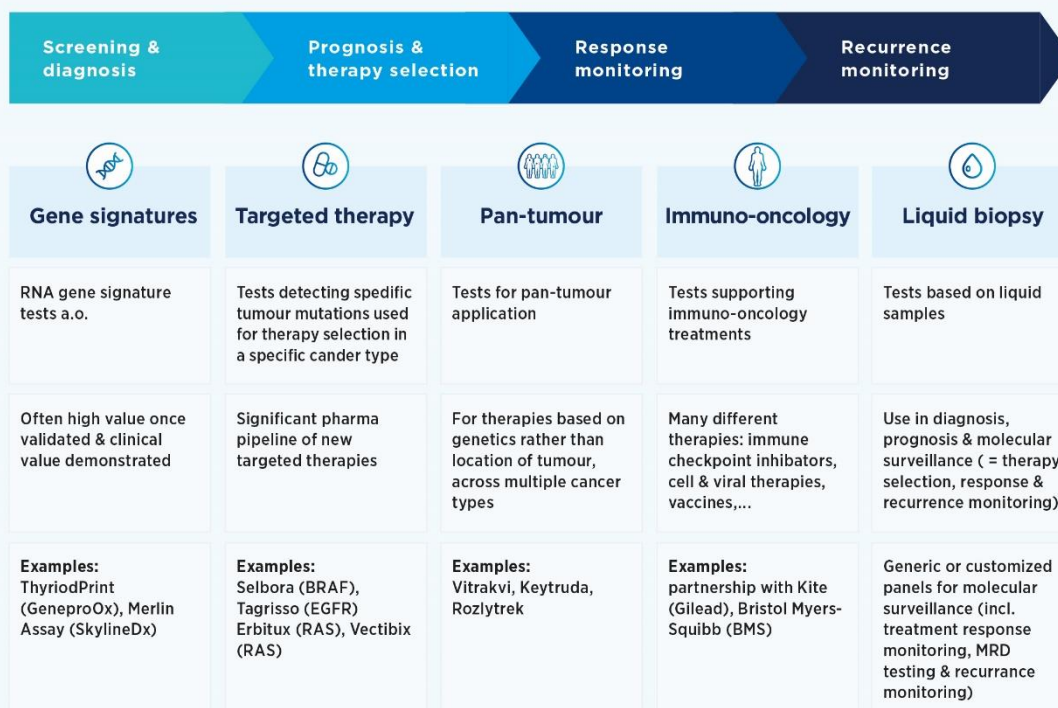 Screening &
diagnosis
Prognosis &
therapy selection
Response
monitoring
Recurrence
monitoring
Gene signatures
Targeted therapy
Pan-tumour
Immuno-oncology
Liquid biopsy
RNA gene signature
tests a.o.
Tests detecting spedific
tumour mutations used
for therapy selection in
a specific cander type
Tests for pan-tumour
application
Tests supporting
immuno-oncology
treatments
Tests based on liquid
samples
Often high value once
validated & clinical
value demonstrated
Significant pharma
pipeline of new
targeted therapies
For therapies based on
genetics rather than
location of tumour,
across multiple cancer
types
Many different
therapies: immune
checkpoint inhibators,
cell & viral therapies,
vaccines,...
Use in diagnosis,
prognosis & molecular
surveillance ( = therapy
selection, response &
recurrence monitoring)
Examples:
ThyriodPrint
(GeneproOx), Merlin
Assay (SkylineDx)
Examples:
Selbora (BRAF),
Tagrisso (EGFR)
Erbitux (RAS), Vectibix
(RAS)
Examples:
Vitrakvi, Keytruda,
Rozlytrek
Examples:
partnership with Kite
(Gilead), Bristol Myers-
Squibb (BMS)
Generic or customized
panels for molecular
surveillance (incl.
treatment response
monitoring, MRD
testing & recurrance
monitoring)